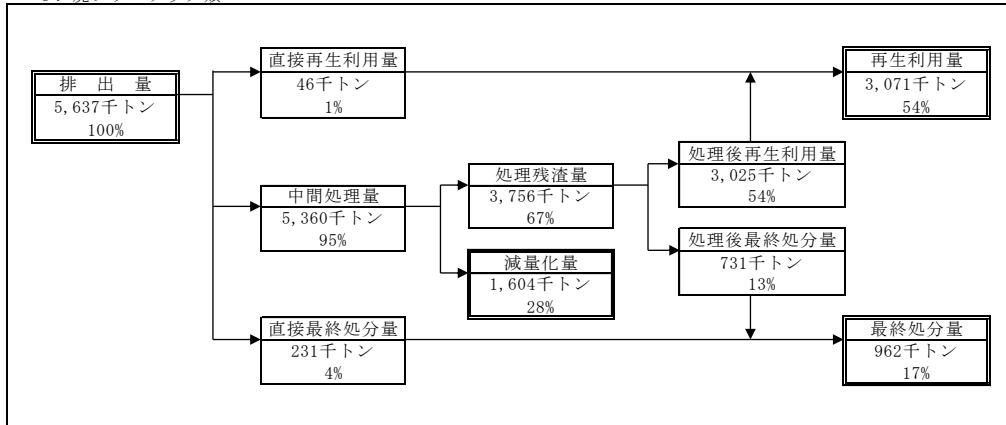 排 出 量
5,637千トン
100%
直接再生利用量
46千トン
1%
中間処理量
5,360千トン
95%
直接最終処分量
231千トン
4%
処理残渣量
3,756千トン
67%
減量化量
1,604千トン
28%
処理後再生利用量
3,025千トン
54%
処理後最終処分量
731千トン
13%
再生利用量
3,071千トン
54%
最終処分量
962千トン
17%